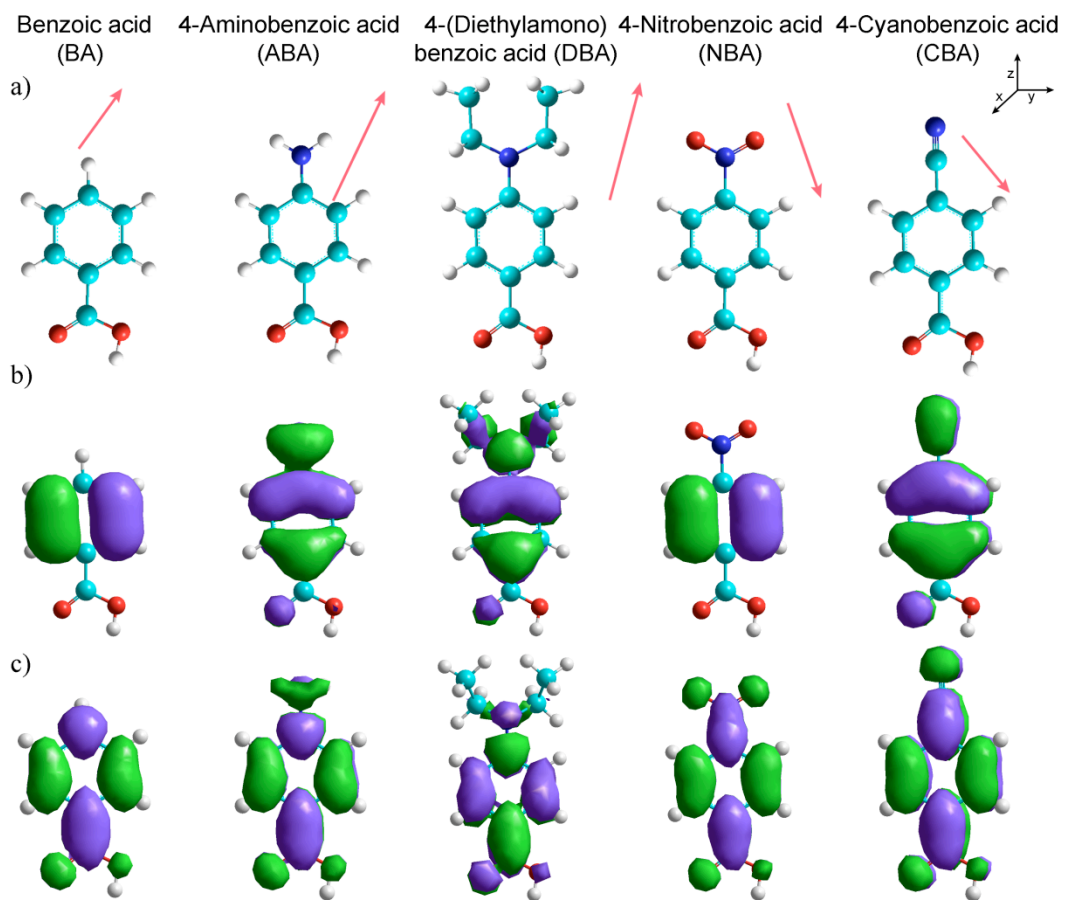 Benzoic acid
(BA)
4-Aminobenzoic acid
(ABA)
4-(Diethylamono)
benzoic acid (DBA)
4-Nitrobenzoic acid
(NBA)
4-Cyanobenzoic acid
(CBA)
a)
z
x
y
b)
c)